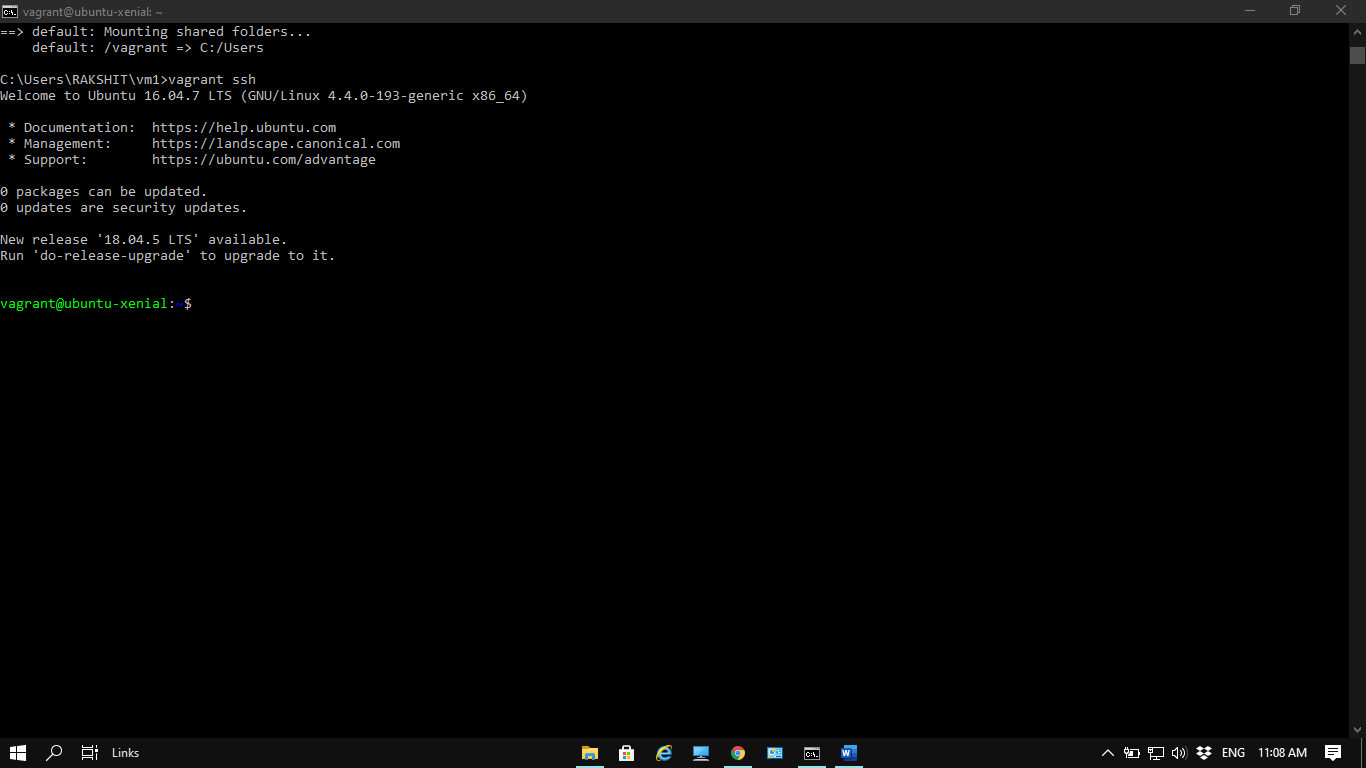 vagrant@ubuntu-xenial: ~
==> default: Mounting shared folders...
    default: /vagrant => C:/Users
C:\Users\RAKSHIT\vm1>vagrant ssh
Welcome to Ubuntu 16.04.7 LTS (GNU/Linux 4.4.0-193-generic x86_64)
 * Documentation:  https://help.ubuntu.com
 * Management:     https://landscape.canonical.com
 * Support:        https://ubuntu.com/advantage
0 packages can be updated.
0 updates are security updates.
New release '18.04.5 LTS' available.
Run 'do-release-upgrade' to upgrade to it.
vagrant@ubuntu-xenial:~$
Links ENG 11:08 AM